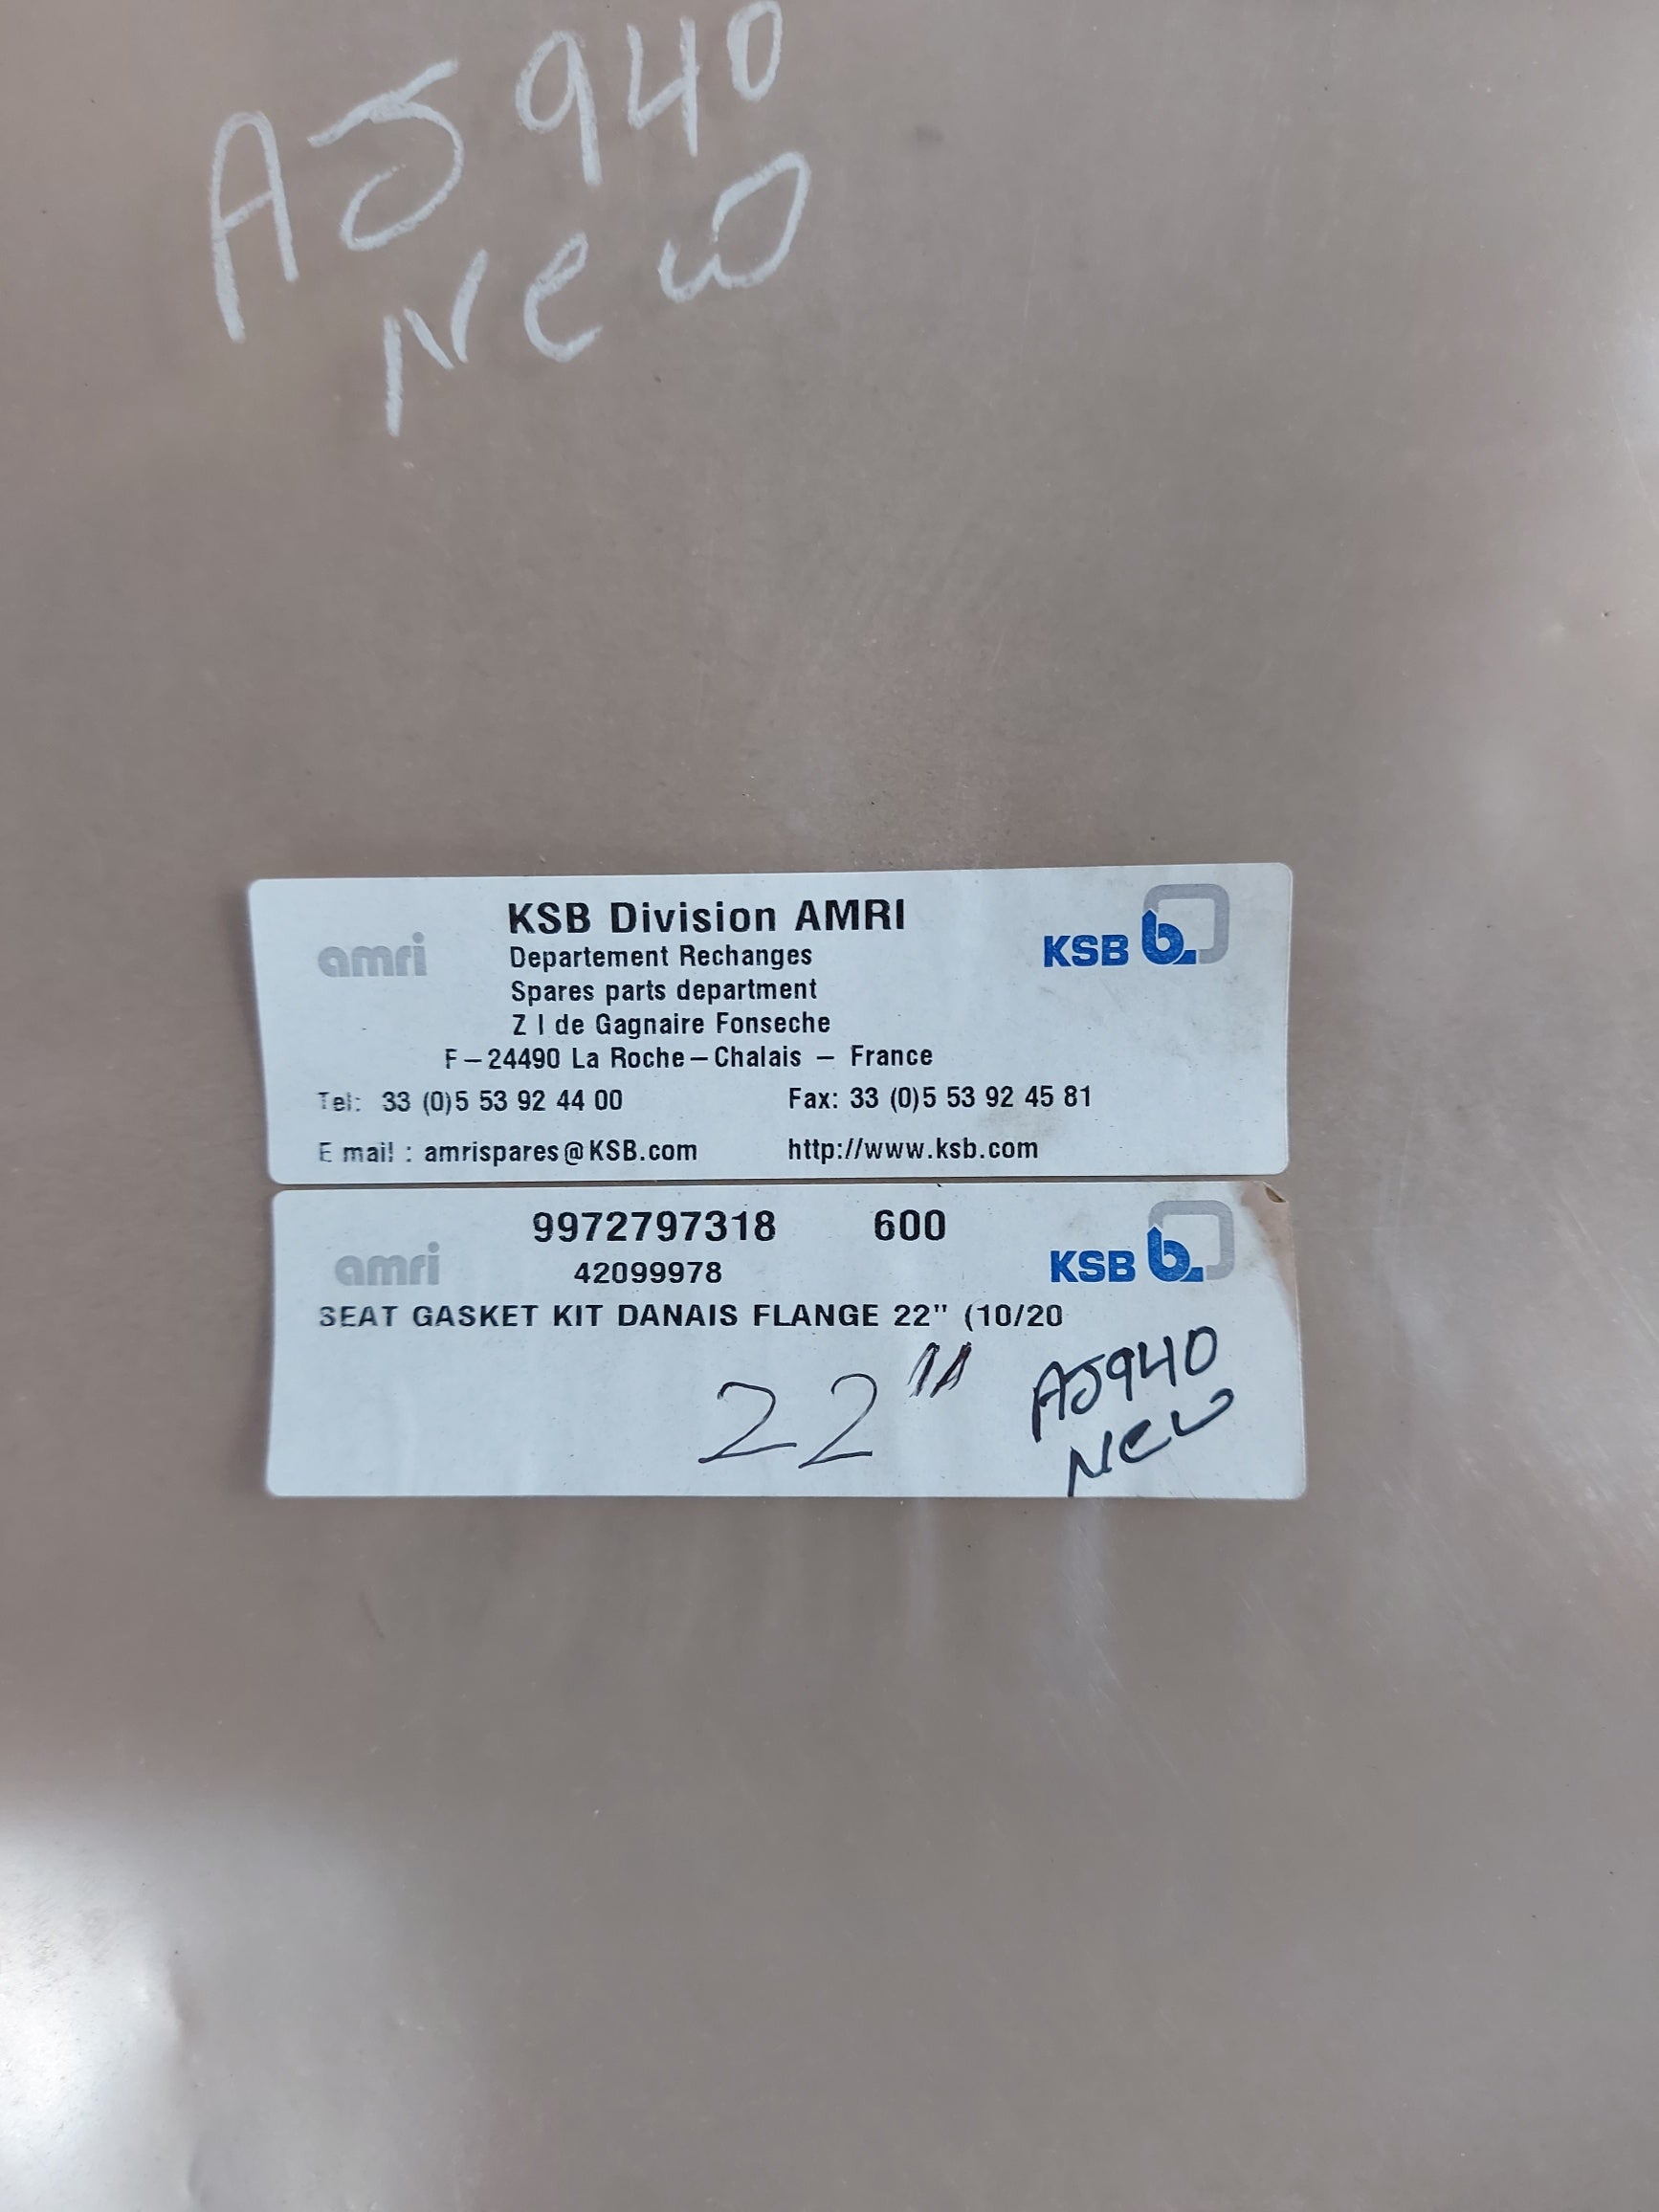 AJ940
New
KSB Division AMRI
amri
KSB b
Departement Rechanges
Spares parts department
Z I de Gagnaire Fonseche
F-24490 La Roche-Chalais - France
Tel: 33 (0)5 53 92 44 00 Fax: 33 (0)5 53 92 45 81
E mail : amrispares@KSB.com http://www.ksb.com
9972797318 600
amri
42099978
KSB b
SEAT GASKET KIT DANAIS FLANGE 22" (10/20
22"
AJ940
New